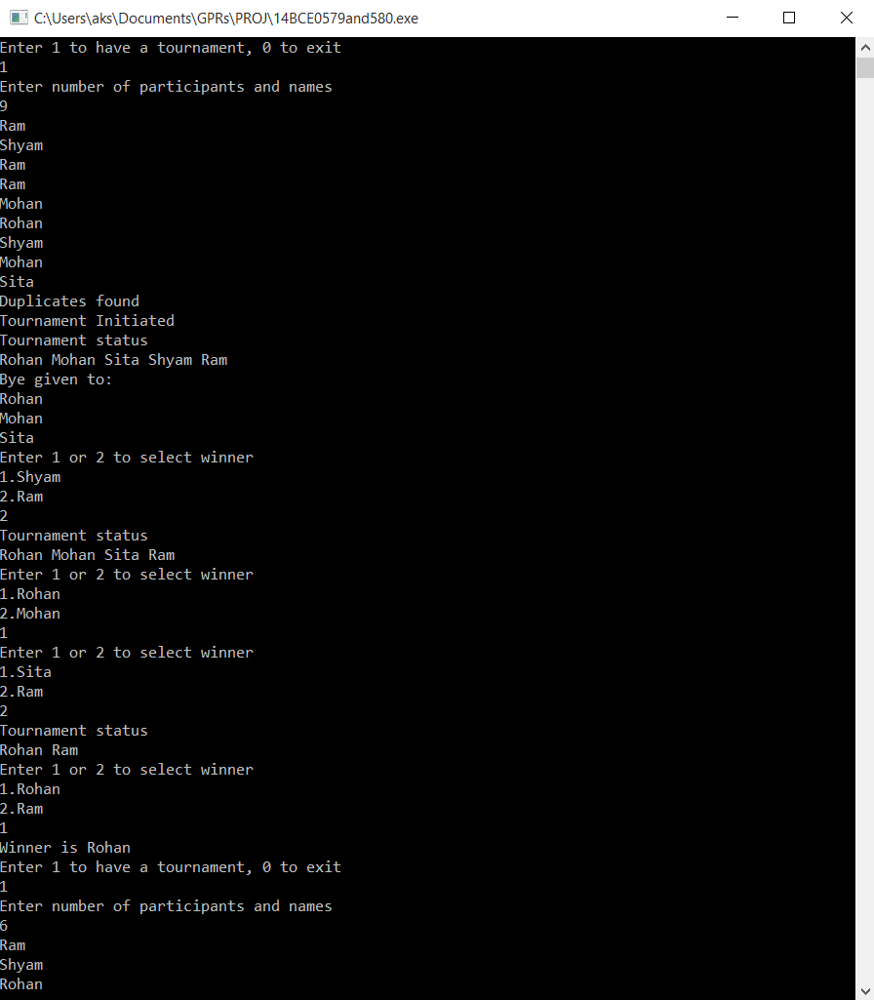 C:\Users\aks\Documents\GPRs\PROJ\14BCE0579and580.exe
Enter 1 to have a tournament, 0 to exit
1
Enter number of participants and names
9
Ram
Shyam
Ram
Ram
Mohan
Rohan
Shyam
Mohan
Sita
Duplicates found
Tournament Initiated
Tournament status
Rohan Mohan Sita Shyam Ram
Bye given to:
Rohan
Mohan
Sita
Enter 1 or 2 to select winner
1.Shyam
2.Ram
2
Tournament status
Rohan Mohan Sita Ram
Enter 1 or 2 to select winner
1.Rohan
2.Mohan
1
Enter 1 or 2 to select winner
1.Sita
2.Ram
2
Tournament status
Rohan Ram
Enter 1 or 2 to select winner
1.Rohan
2.Ram
1
Winner is Rohan
Enter 1 to have a tournament, 0 to exit
1
Enter number of participants and names
6
Ram
Shyam
Rohan